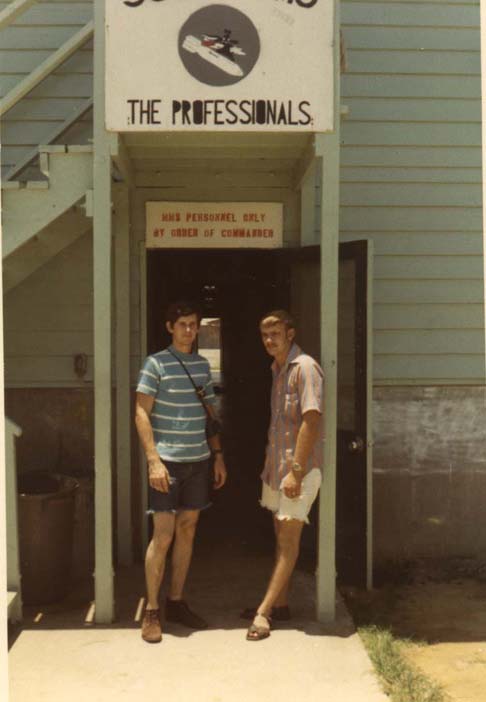 THE PROFESSIONALS
MMS PERSONNEL ONLY
BY ORDER OF COMMANDER